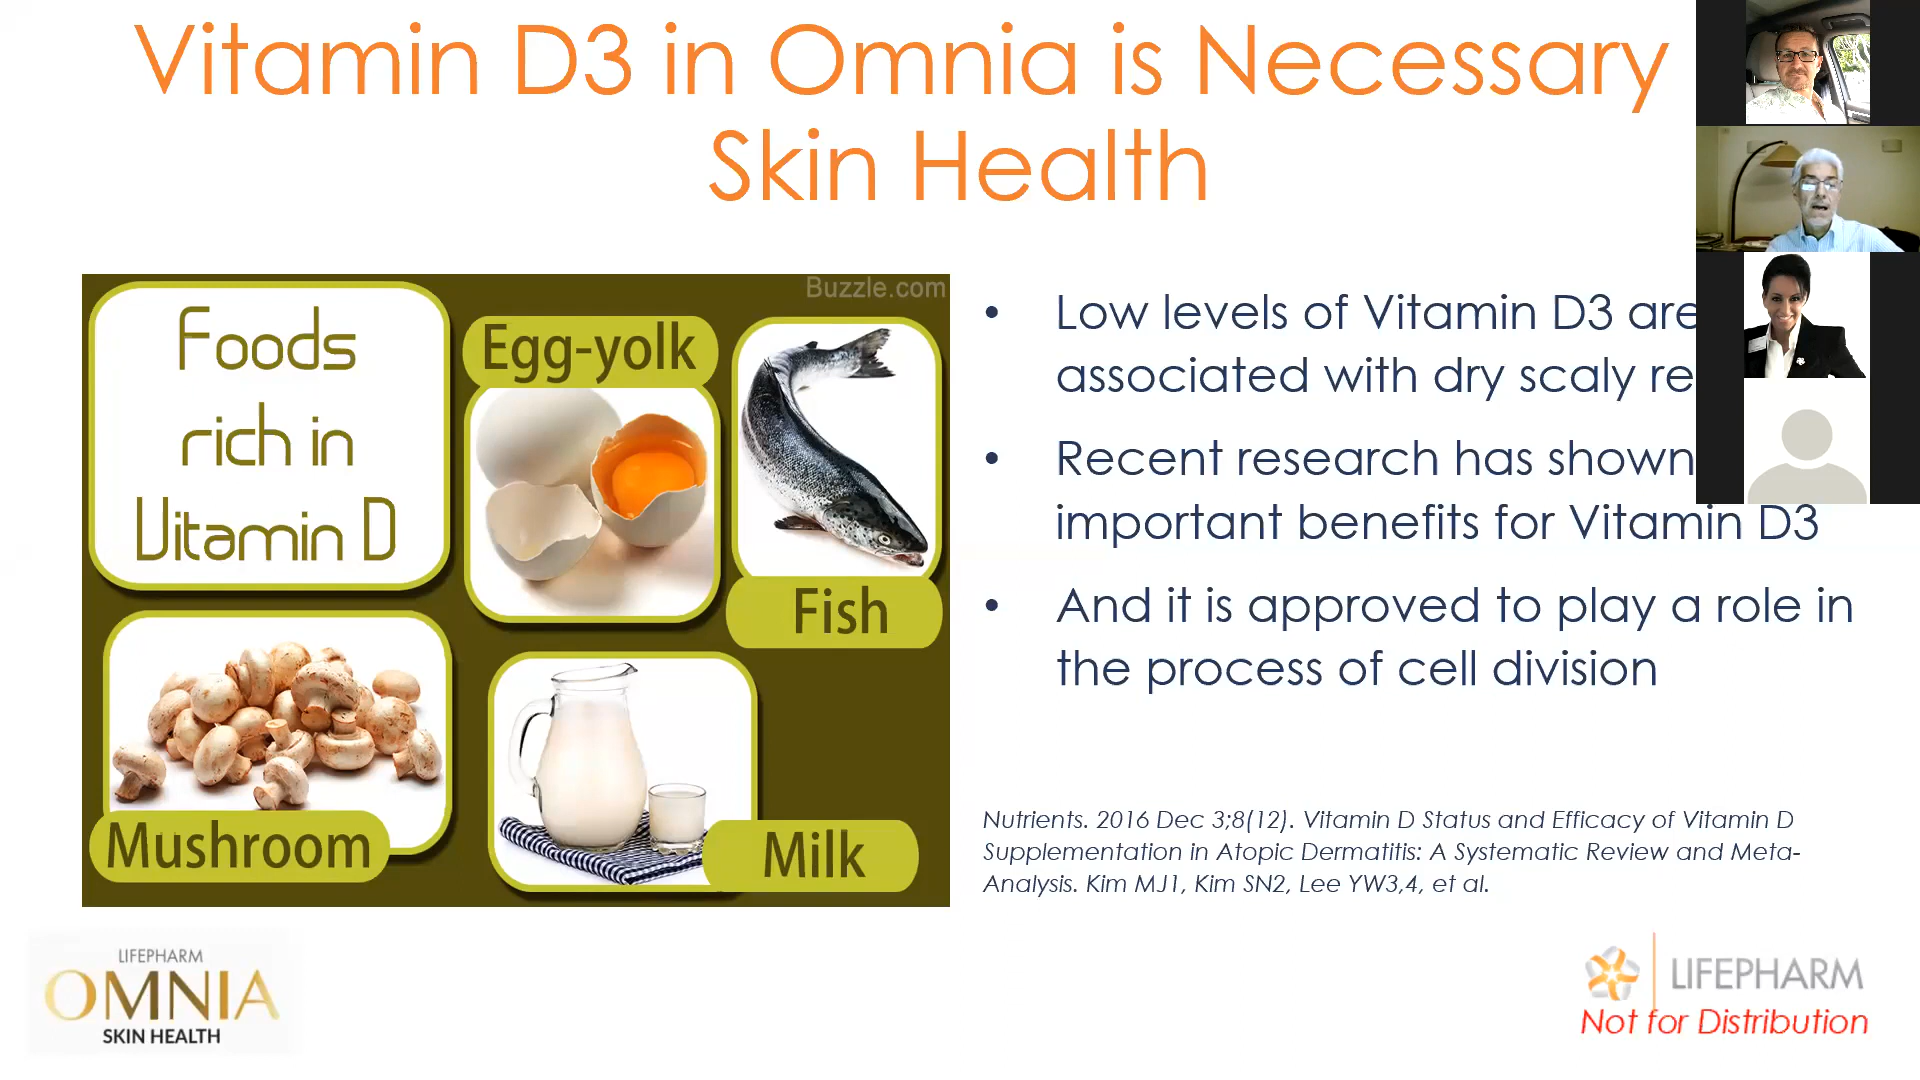 Vitamin D3 in Omnia is Necessary
Skin Health
Buzzle.com
Foods
rich in
Vitamin D
Egg-yolk
Fish
Mushroom
Milk
• Low levels of Vitamin D3 are
associated with dry scaly
• Recent research has shown
important benefits for Vitamin D3
• And it is approved to play a role in
the process of cell division
Nutrients. 2016 Dec 3;8(12). Vitamin D Status and Efficacy of Vitamin D
Supplementation in Atopic Dermatitis: A Systematic Review and Meta-
Analysis. Kim MJ1, Kim SN2, Lee YW3,4, et al.
LIFEPHARM
OMNIA
SKIN HEALTH
LIFEPHARM
Not for Distribution